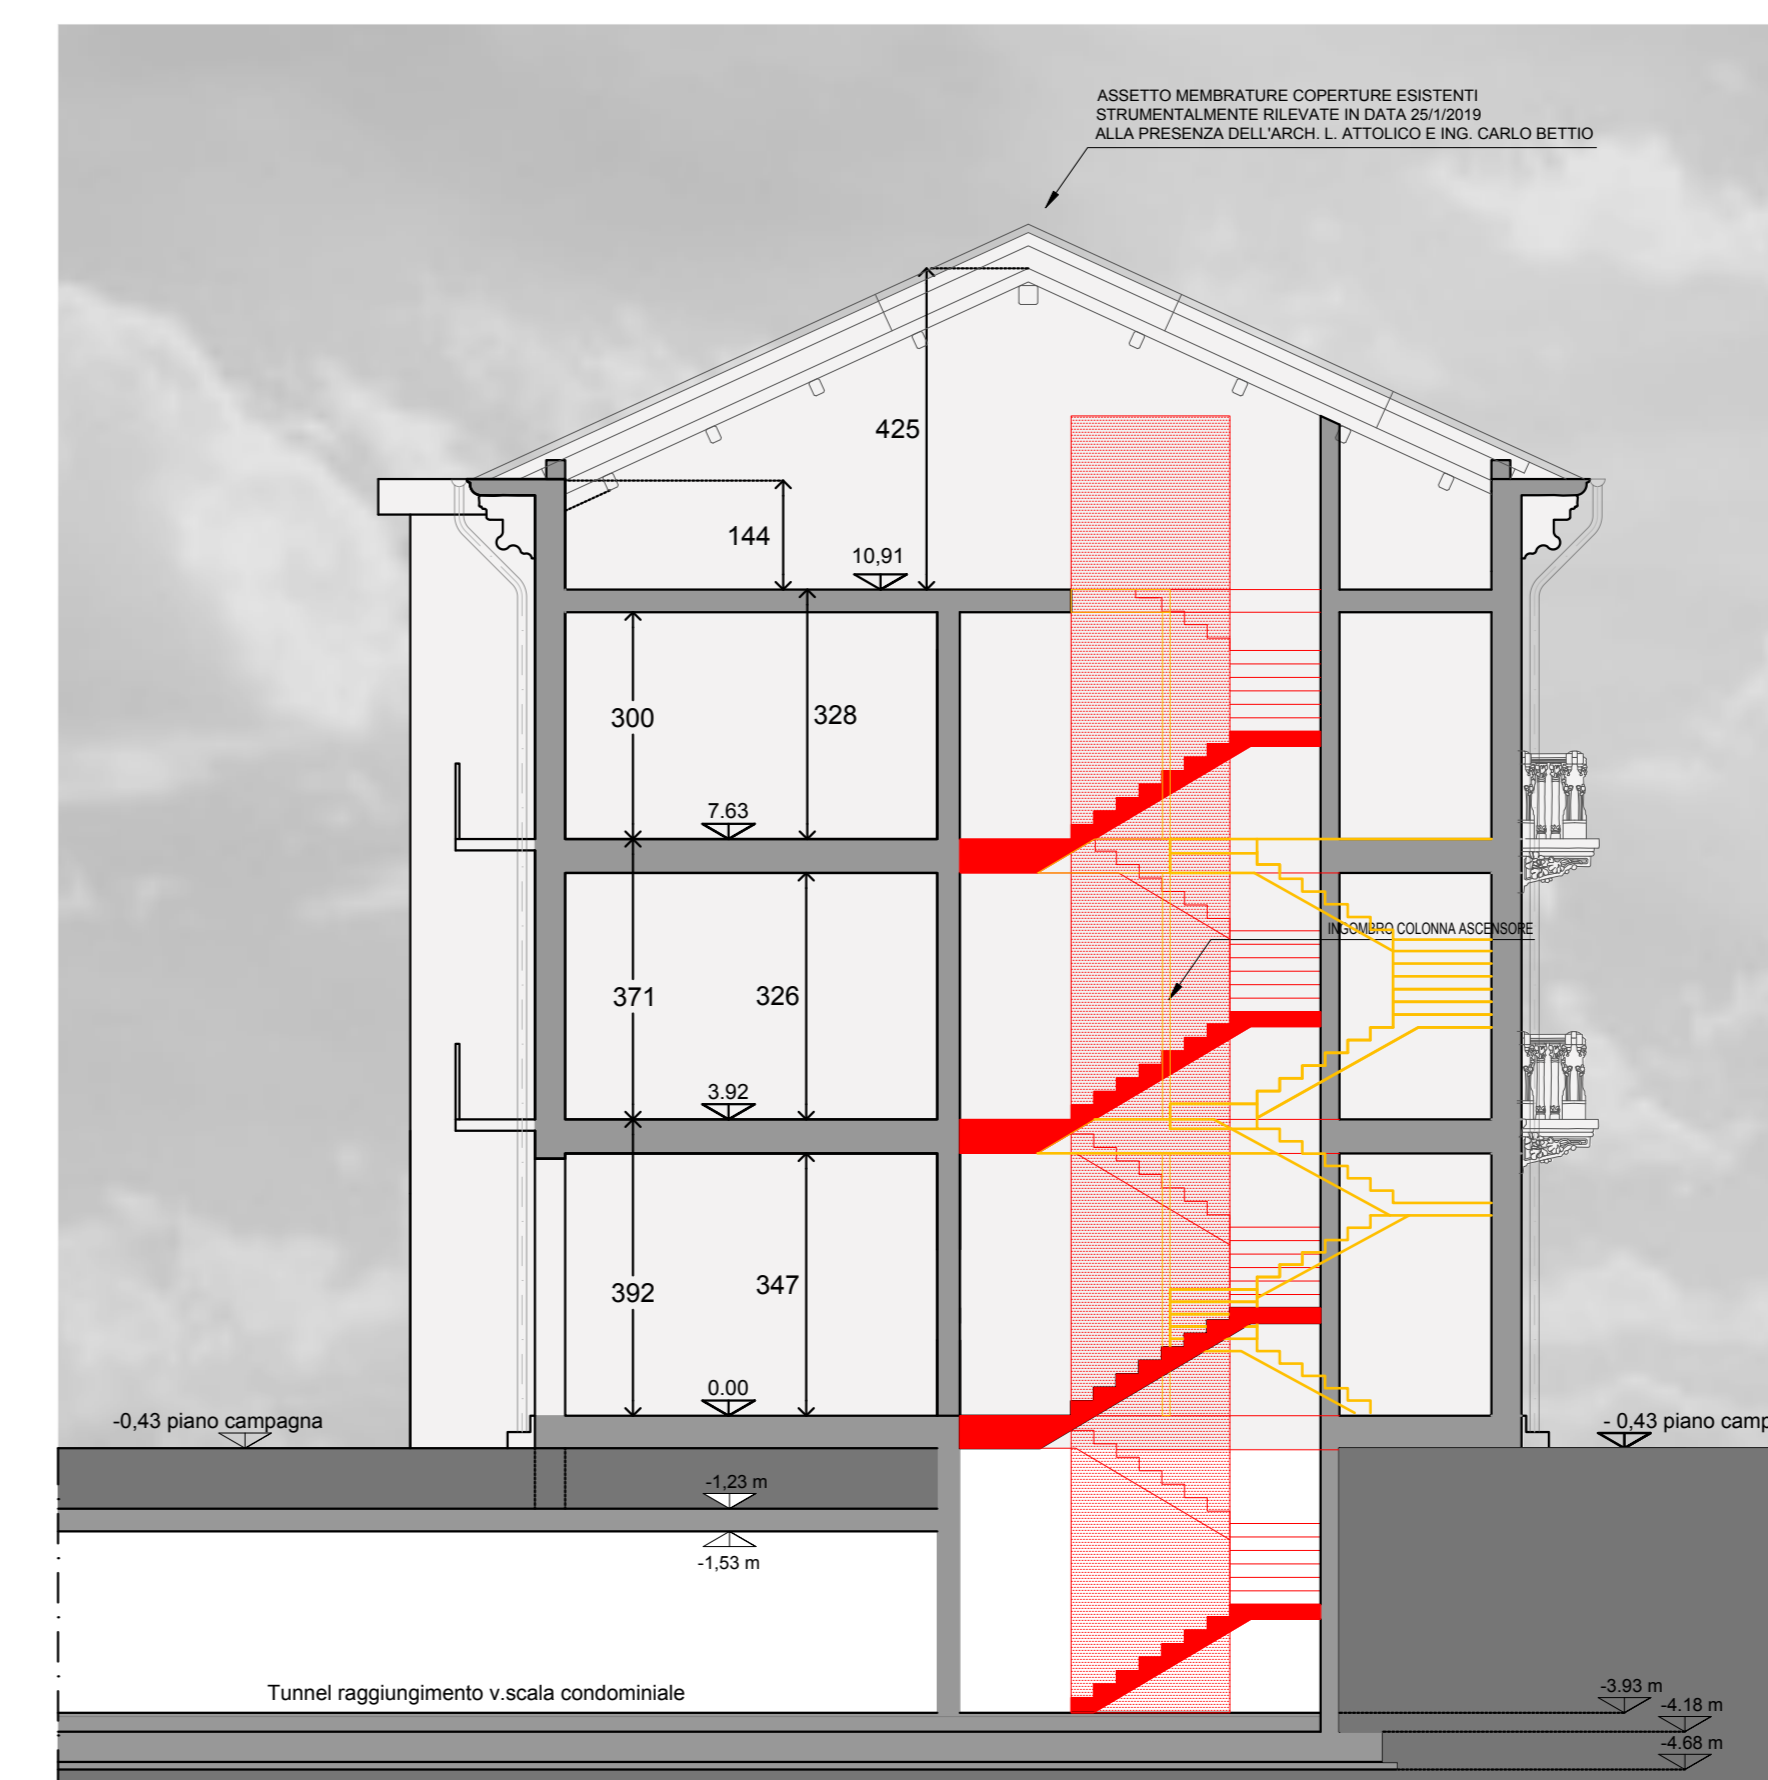 ASSETTO MEMBRATURE COPERTURE ESISTENTI
STRUMENTALMENTE RILEVATE IN DATA 25/1/2019
ALLA PRESENZA DELL'ARCH. L. ATTOLICO E ING. CARLO BETTIO
425
144
10,91
300
328
7.63
INGOMBRO COLONNA ASCENSORE
371
326
3.92
392
347
0.00
-0,43 piano campagna
- 0,43 piano camp
-1,23 m
-1,53 m
Tunnel raggiungimento v.scala condominiale
-3.93 m
-4.18 m
-4.68 m